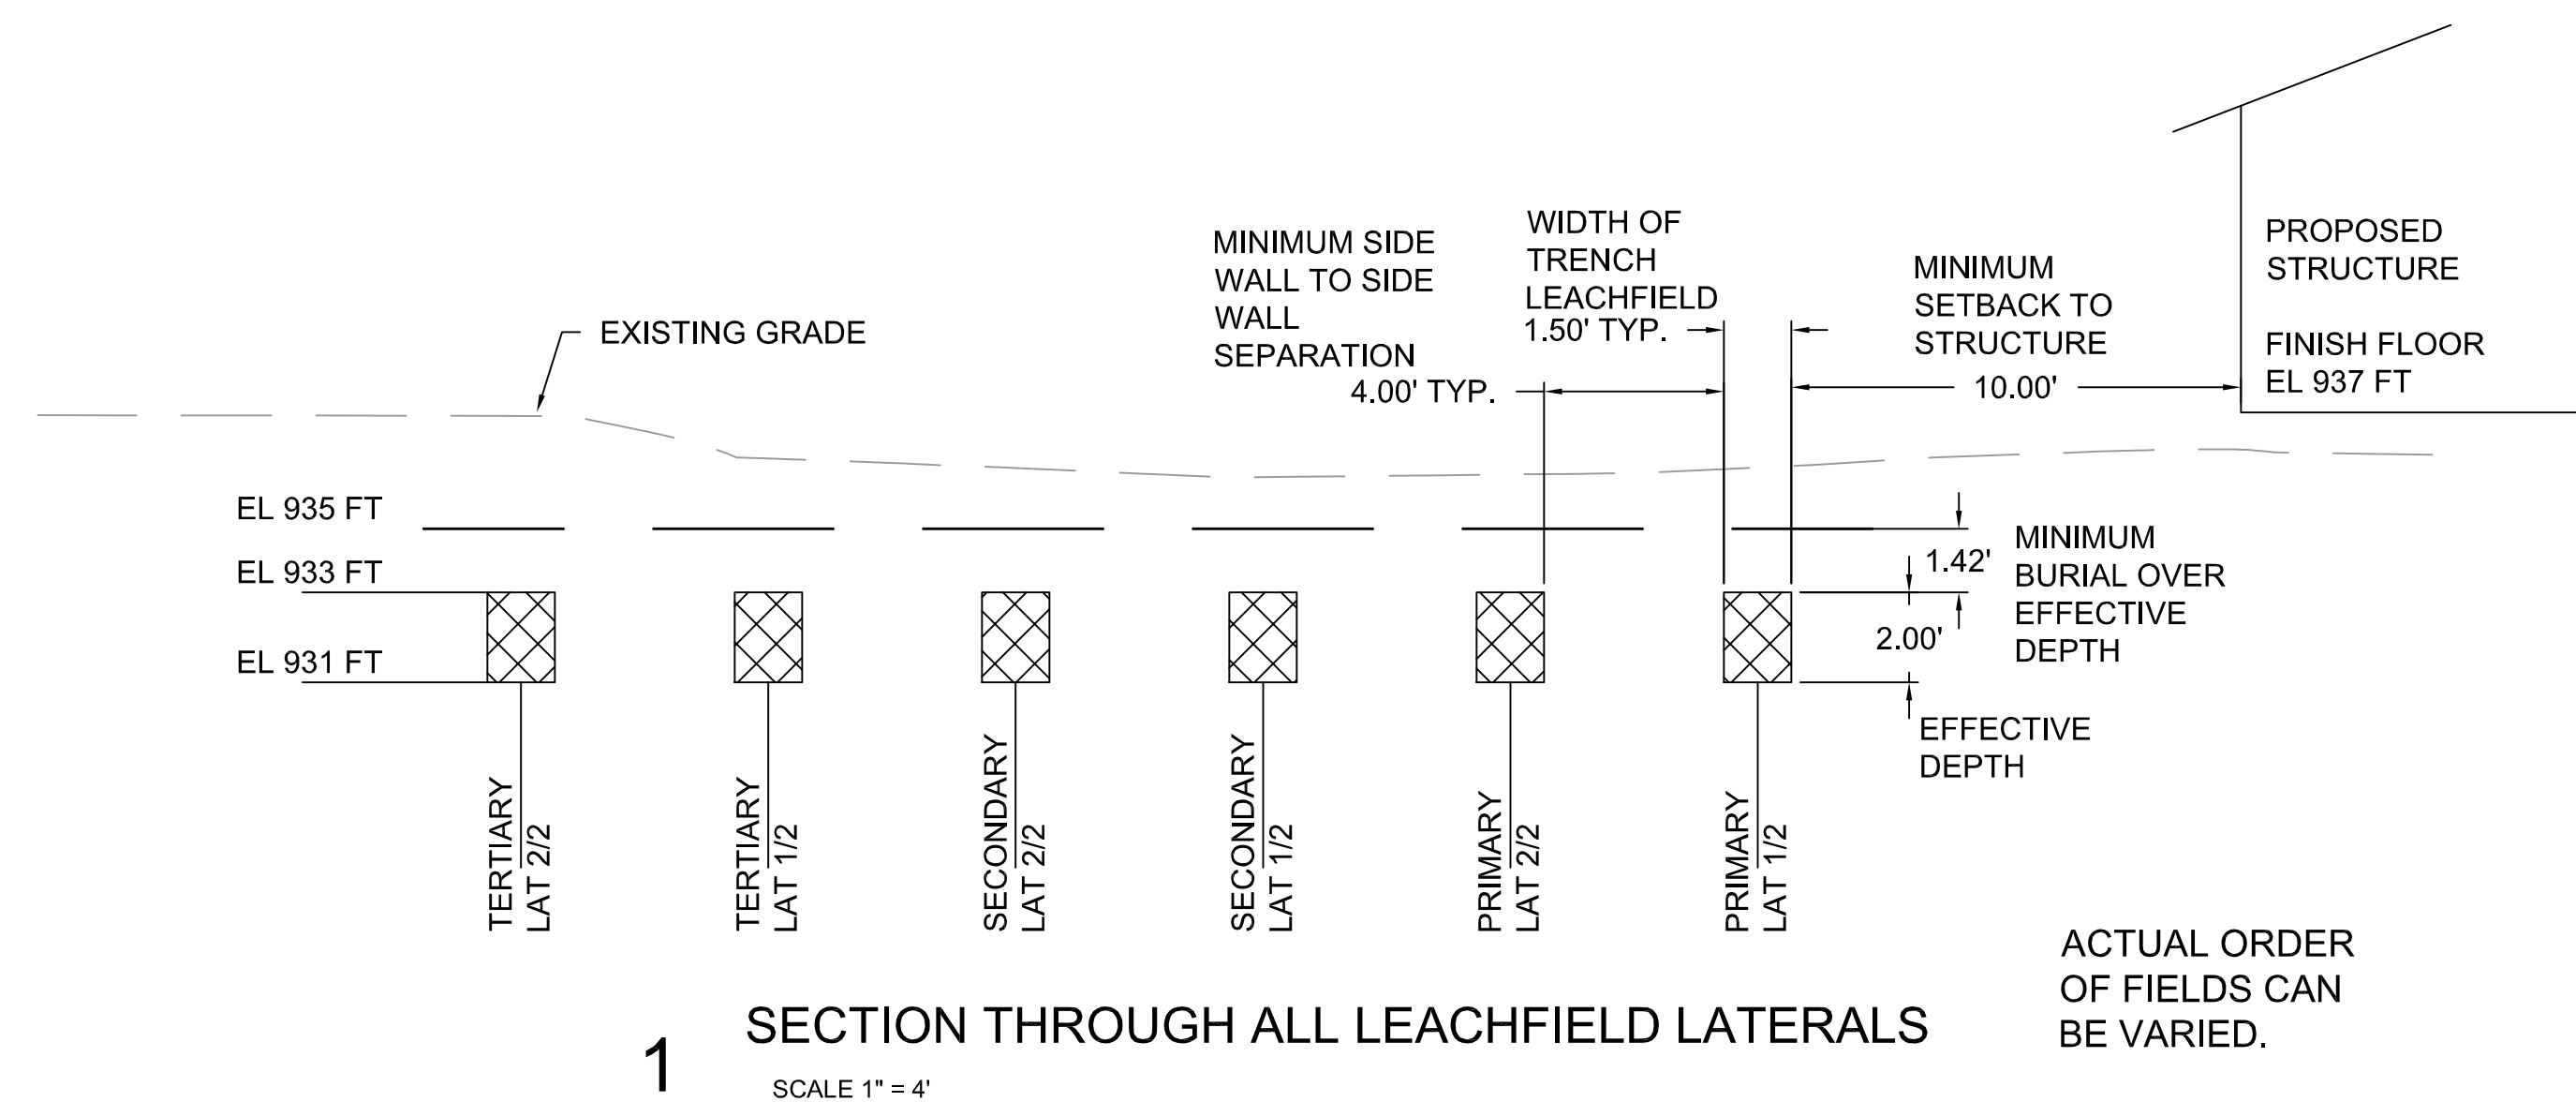 PROPOSED
STRUCTURE
FINISH FLOOR
EL 937 FT
WIDTH OF
TRENCH
LEACHFIELD
1.50' TYP.
MINIMUM SIDE
WALL TO SIDE
WALL
SEPARATION
4.00' TYP.
MINIMUM
SETBACK TO
STRUCTURE
10.00'
EXISTING GRADE
EL 935 FT
EL 933 FT
EL 931 FT
1.42'
MINIMUM
BURIAL OVER
EFFECTIVE
DEPTH
2.00'
EFFECTIVE
DEPTH
TERTIARY
LAT 2/2
TERTIARY
LAT 1/2
SECONDARY
LAT 2/2
SECONDARY
LAT 1/2
PRIMARY
LAT 2/2
PRIMARY
LAT 1/2
ACTUAL ORDER
OF FIELDS CAN
BE VARIED.
1
SECTION THROUGH ALL LEACHFIELD LATERALS
SCALE 1" = 4'